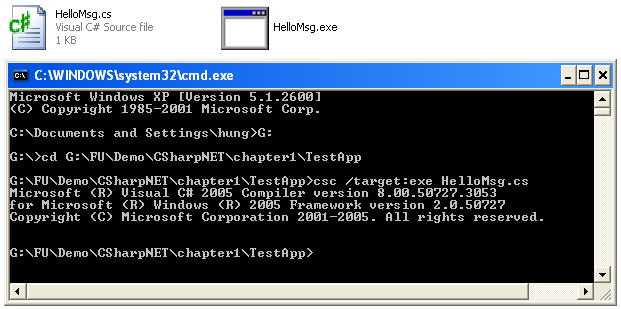 HelloMsg.cs
Visual C# Source file
1 KB
HelloMsg.exe
C:\WINDOWS\system32\cmd.exe
Microsoft Windows XP [Version 5.1.2600]
(C) Copyright 1985-2001 Microsoft Corp.
C:\Documents and Settings\hung>G:
G:\>cd G:\FU\Demo\CSharpNET\chapter1\TestApp
G:\FU\Demo\CSharpNET\chapter1\TestApp>csc /target:exe HelloMsg.cs
Microsoft (R) Visual C# 2005 Compiler version 8.00.50727.3053
for Microsoft (R) Windows (R) 2005 Framework version 2.0.50727
Copyright (C) Microsoft Corporation 2001-2005. All rights reserved.
G:\FU\Demo\CSharpNET\chapter1\TestApp>